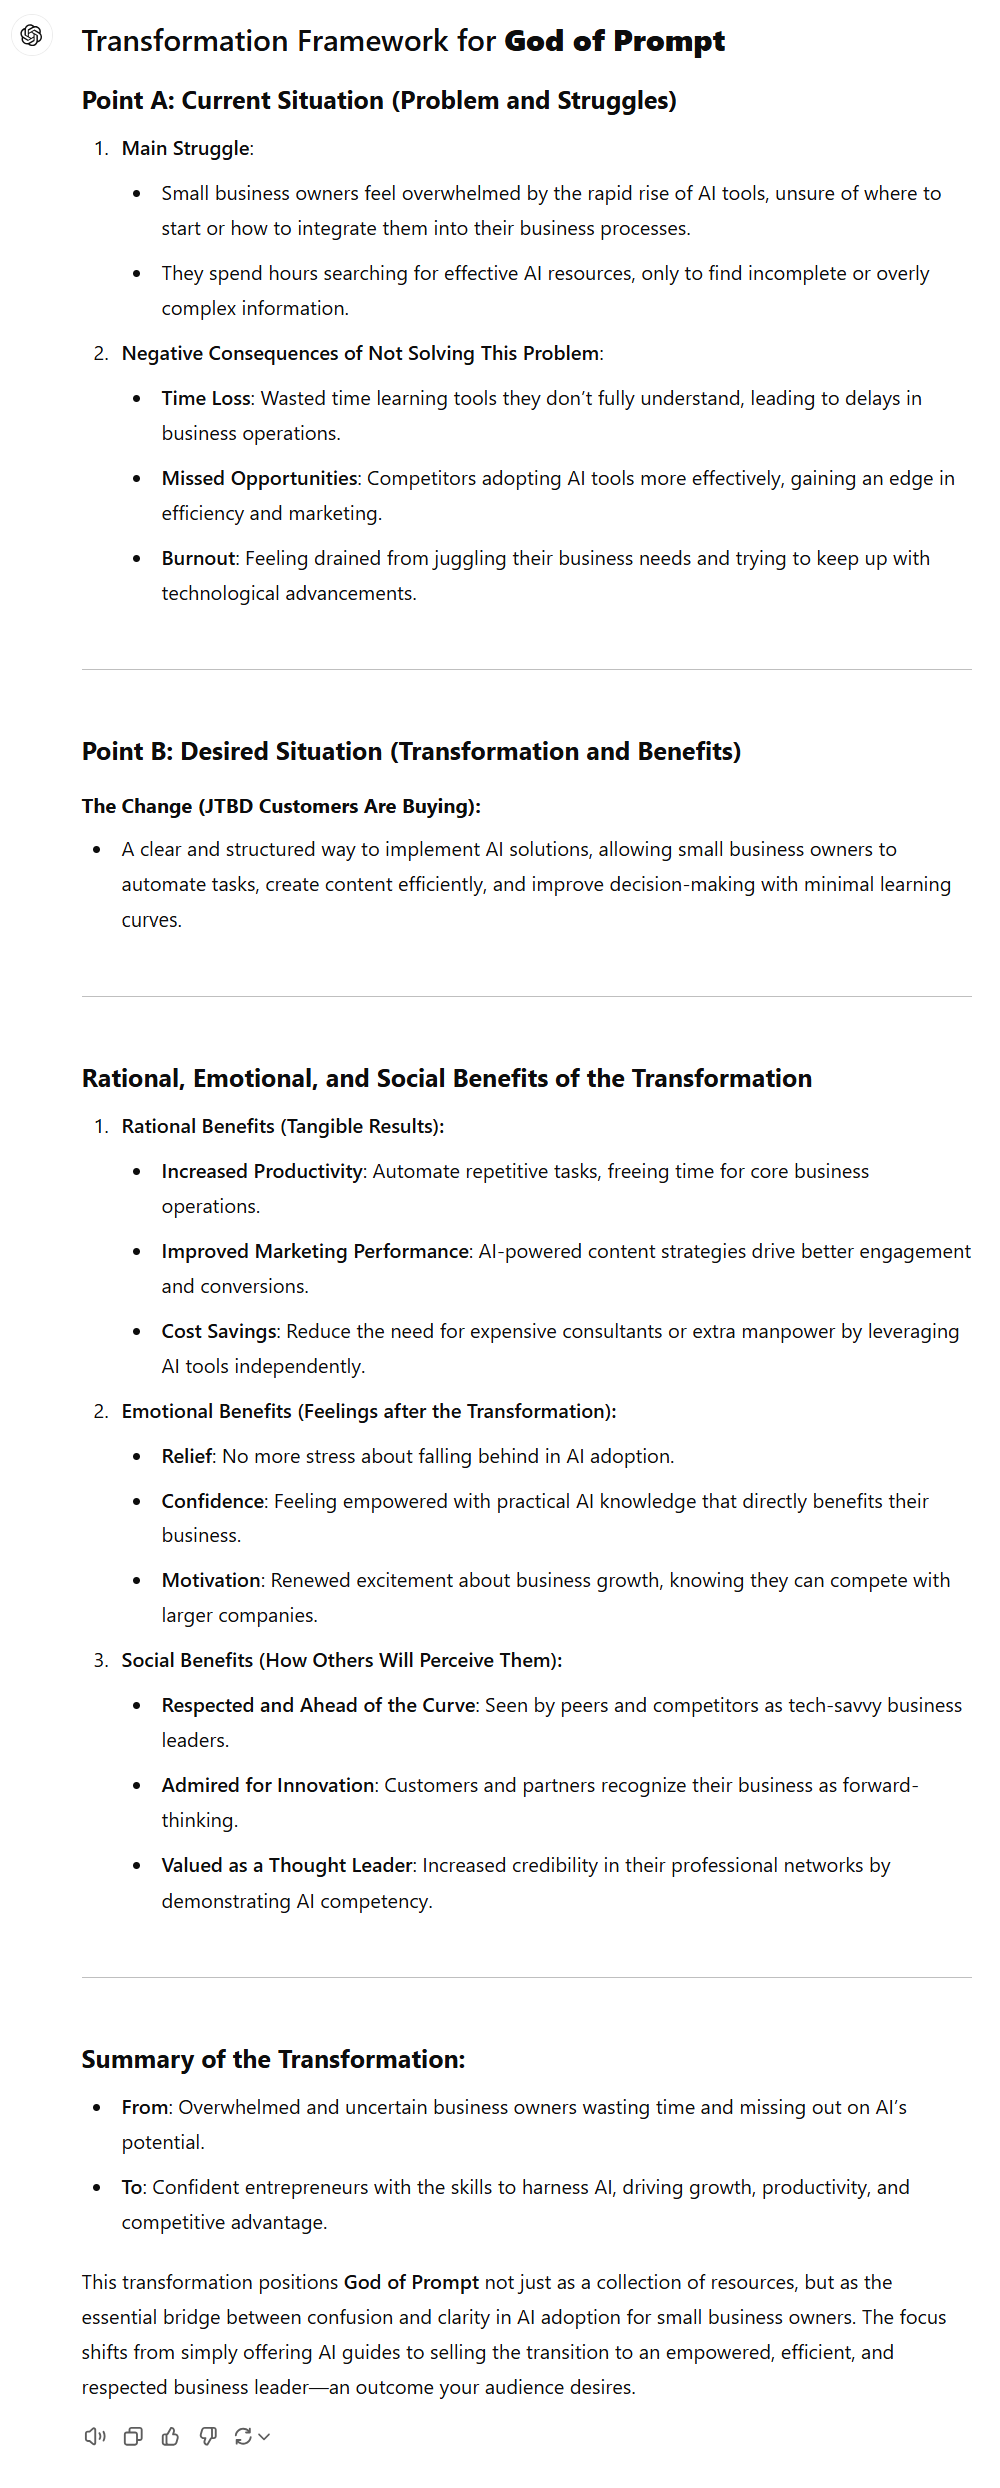 Transformation Framework for God of Prompt
Point A: Current Situation (Problem and Struggles)
1. Main Struggle:
• Small business owners feel overwhelmed by the rapid rise of AI tools, unsure of where to
start or how to integrate them into their business processes.
• They spend hours searching for effective AI resources, only to find incomplete or overly
complex information.
2. Negative Consequences of Not Solving This Problem:
• Time Loss: Wasted time learning tools they don’t fully understand, leading to delays in
business operations.
• Missed Opportunities: Competitors adopting AI tools more effectively, gaining an edge in
efficiency and marketing.
• Burnout: Feeling drained from juggling their business needs and trying to keep up with
technological advancements.
Point B: Desired Situation (Transformation and Benefits)
The Change (JTBD Customers Are Buying):
• A clear and structured way to implement AI solutions, allowing small business owners to
automate tasks, create content efficiently, and improve decision-making with minimal learning
curves.
Rational, Emotional, and Social Benefits of the Transformation
1. Rational Benefits (Tangible Results):
• Increased Productivity: Automate repetitive tasks, freeing time for core business
operations.
• Improved Marketing Performance: AI-powered content strategies drive better engagement
and conversions.
• Cost Savings: Reduce the need for expensive consultants or extra manpower by leveraging
AI tools independently.
2. Emotional Benefits (Feelings after the Transformation):
• Relief: No more stress about falling behind in AI adoption.
• Confidence: Feeling empowered with practical AI knowledge that directly benefits their
business.
• Motivation: Renewed excitement about business growth, knowing they can compete with
larger companies.
3. Social Benefits (How Others Will Perceive Them):
• Respected and Ahead of the Curve: Seen by peers and competitors as tech-savvy business
leaders.
• Admired for Innovation: Customers and partners recognize their business as forward-
thinking.
• Valued as a Thought Leader: Increased credibility in their professional networks by
demonstrating AI competency.
Summary of the Transformation:
• From: Overwhelmed and uncertain business owners wasting time and missing out on AI’s
potential.
• To: Confident entrepreneurs with the skills to harness AI, driving growth, productivity, and
competitive advantage.
This transformation positions God of Prompt not just as a collection of resources, but as the
essential bridge between confusion and clarity in AI adoption for small business owners. The focus
shifts from simply offering AI guides to selling the transition to an empowered, efficient, and
respected business leader—an outcome your audience desires.